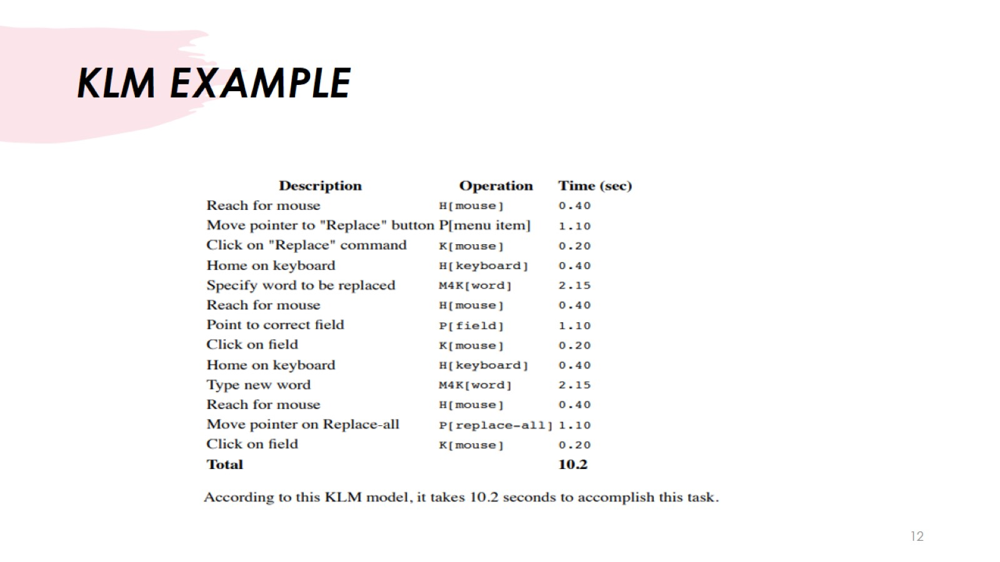 KLM EXAMPLE
Description Operation Time (sec)
Reach for mouse H[mouse] 0.40
Move pointer to "Replace" button P[menu item] 1.10
Click on "Replace" command K[mouse] 0.20
Home on keyboard H[keyboard] 0.40
Specify word to be replaced M4K[word] 2.15
Reach for mouse H[mouse] 0.40
Point to correct field P[field] 1.10
Click on field K[mouse] 0.20
Home on keyboard H[keyboard] 0.40
Type new word M4K[word] 2.15
Reach for mouse H[mouse] 0.40
Move pointer on Replace-all P[replace-all] 1.10
Click on field K[mouse] 0.20
Total 10.2
According to this KLM model, it takes 10.2 seconds to accomplish this task.
12